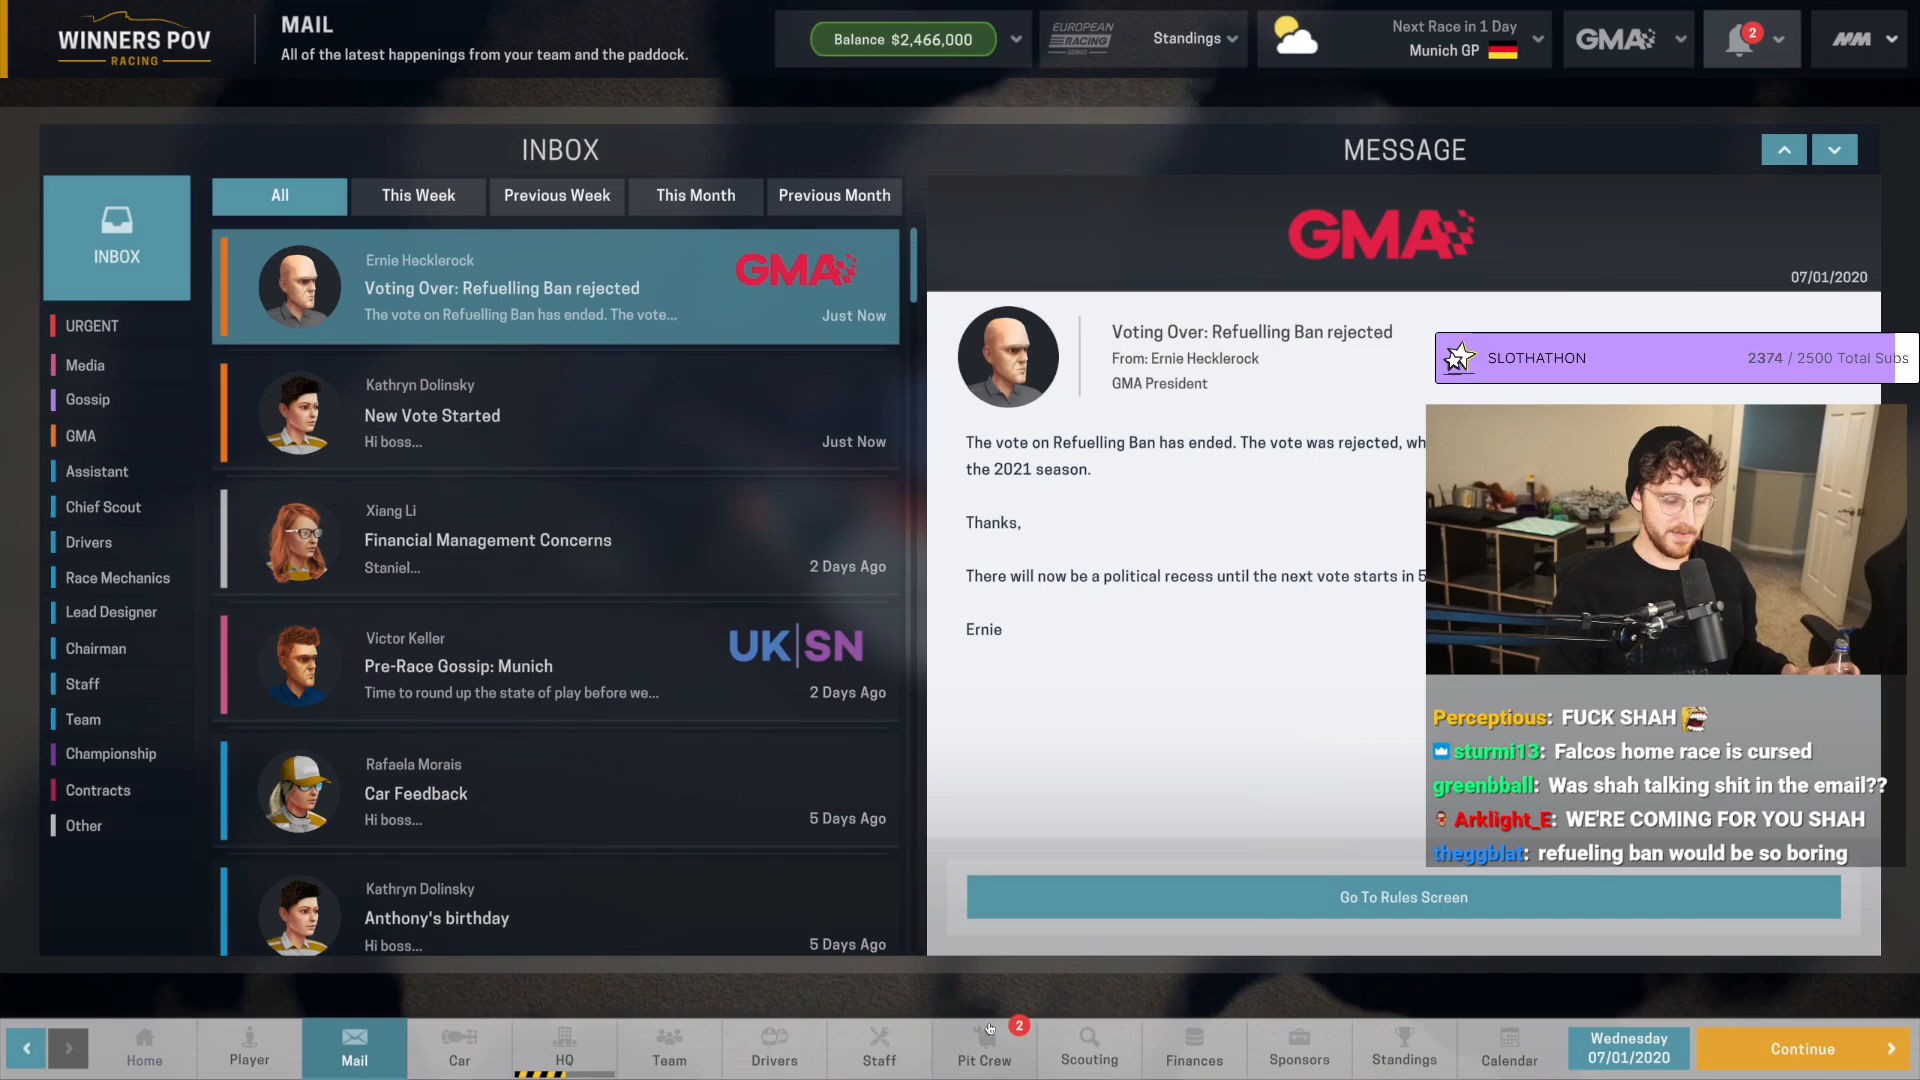 WINNERS POV
RACING
MAIL
All of the latest happenings from your team and the paddock.
Balance $2,466,000
EUROPEAN
RACING
SERIES
Standings
Next Race in 1 Day
Munich GP
GMA
2
INBOX
MESSAGE
INBOX
URGENT
Media
Gossip
GMA
Assistant
Chief Scout
Drivers
Race Mechanics
Lead Designer
Chairman
Staff
Team
Championship
Contracts
Other
All
This Week
Previous Week
This Month
Previous Month
Ernie Hecklerock
Voting Over: Refuelling Ban rejected
The vote on Refuelling Ban has ended. The vote...
GMA
Just Now
Kathryn Dolinsky
New Vote Started
Hi boss...
Just Now
Xiang Li
Financial Management Concerns
Staniel...
2 Days Ago
Victor Keller
Pre-Race Gossip: Munich
Time to round up the state of play before we...
UK|SN
2 Days Ago
Rafaela Morais
Car Feedback
Hi boss...
5 Days Ago
Kathryn Dolinsky
Anthony's birthday
Hi boss...
5 Days Ago
GMA
07/01/2020
Voting Over: Refuelling Ban rejected
From: Ernie Hecklerock
GMA President
The vote on Refuelling Ban has ended. The vote was rejected, wh
the 2021 season.
Thanks,
There will now be a political recess until the next vote starts in 5
Ernie
SLOTHATHON
2374 / 2500 Total Subs
Perceptious: FUCK SHAH
sturmi13: Falcos home race is cursed
greenbball: Was shah talking shit in the email??
Arklight_E: WE'RE COMING FOR YOU SHAH
theggblat: refueling ban would be so boring
Go To Rules Screen
Home
Player
Mail
Car
HQ
Team
Drivers
Staff
Pit Crew
2
Scouting
Finances
Sponsors
Standings
Calendar
Wednesday
07/01/2020
Continue